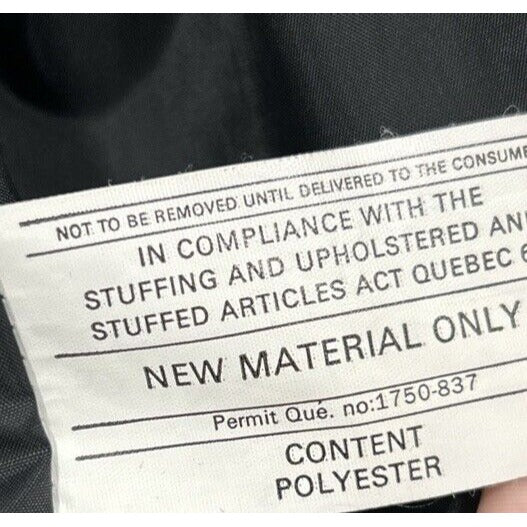 NOT TO BE REMOVED UNTIL DELIVERED TO THE CONSUME
IN COMPLIANCE WITH THE
STUFFING AND UPHOLSTERED AN
STUFFED ARTICLES ACT QUEBEC 6
NEW MATERIAL ONLY
Permit Qué. no:1750-837
CONTENT
POLYESTER